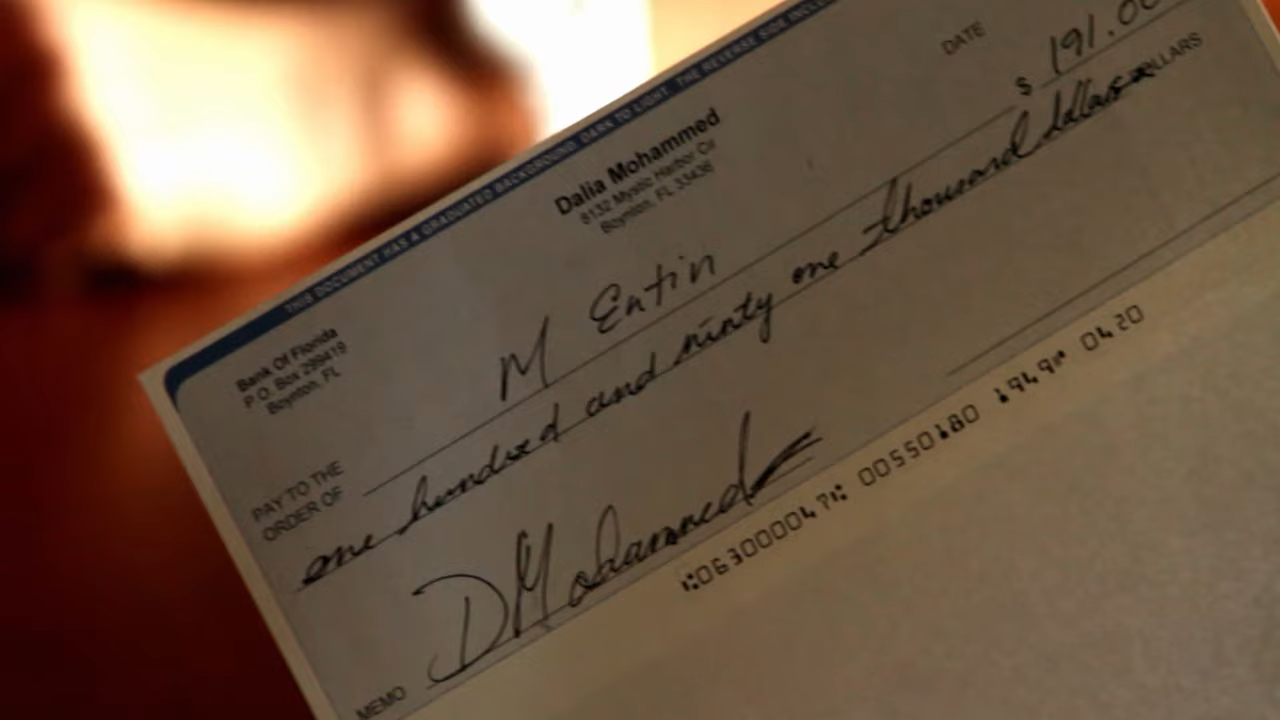 THIS DOCUMENT HAS A GRADUATED BACKGROUND, DARK TO LIGHT. THE REVERSE SIDE
Bank Of Florida
P.O. Box 299419
Boynton, FL
Dalia Mohammed
8132 Mystic Harbor Cir
Boynton, FL 33436
DATE
PAY TO THE
ORDER OF
M Entin
$ 191.00
one hundred and ninty one thousand dollars
DOLLARS
DMohammed
MEMO
⑆063000047⑆ 00550180 1949⑈ 0420